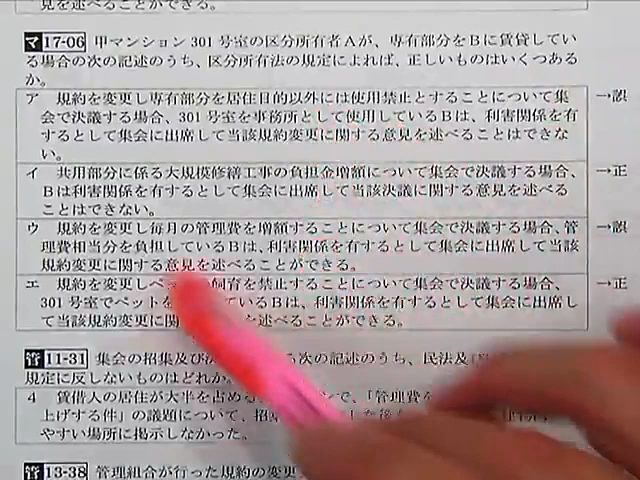 見を述べることができる。
マ17-06 甲マンション301号室の区分所有者Aが、専有部分をBに賃貸してい
る場合の次の記述のうち、区分所有法の規定によれば、正しいものはいくつある
か。
ア 規約を変更し専有部分を居住目的以外には使用禁止とすることについて集 →誤
会で決議する場合、301号室を事務所として使用しているBは、利害関係を有
するとして集会に出席して当該規約変更に関する意見を述べることはできな
い。
イ 共用部分に係る大規模修繕工事の負担金増額について集会で決議する場合、 →正
Bは利害関係を有するとして集会に出席して当該決議に関する意見を述べる
ことはできない。
ウ 規約を変更し毎月の管理費を増額することについて集会で決議する場合、管 →誤
理費相当分を負担しているBは、利害関係を有するとして集会に出席して当該
規約変更に関する意見を述べることができる。
エ 規約を変更しペ の飼育を禁止することについて集会で決議する場合、 →正
301号室でペットを ているBは、利害関係を有するとして集会に出席し
て当該規約変更に関 を述べることができる。
管11-31 集会の招集及び る次の記述のうち、民法及
規定に反しないものはどれか。
4 賃借人の居住が大半を占める ンで、「管理費を
上げする件」の議題について、招
やすい場所に掲示しなかった。
管13-38 管理組合が行った規約の変更